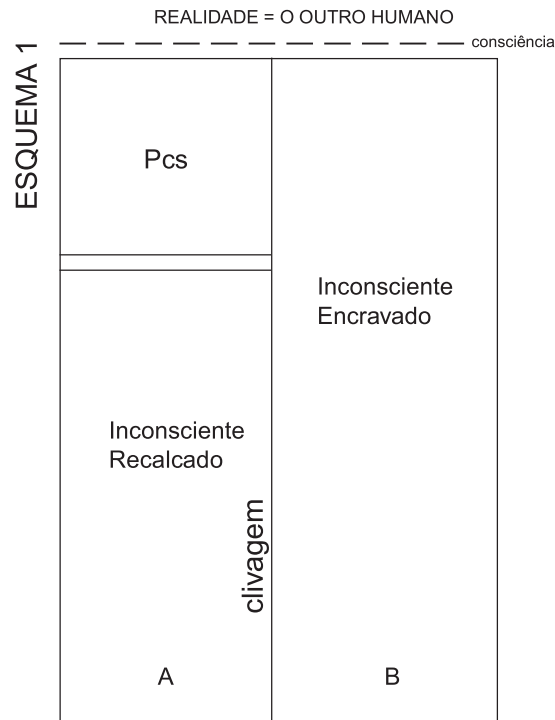 REALIDADE = O OUTRO HUMANO
consciência
ESQUEMA 1
Pcs
Inconsciente
Encravado
Inconsciente
Recalcado
clivagem
A
B